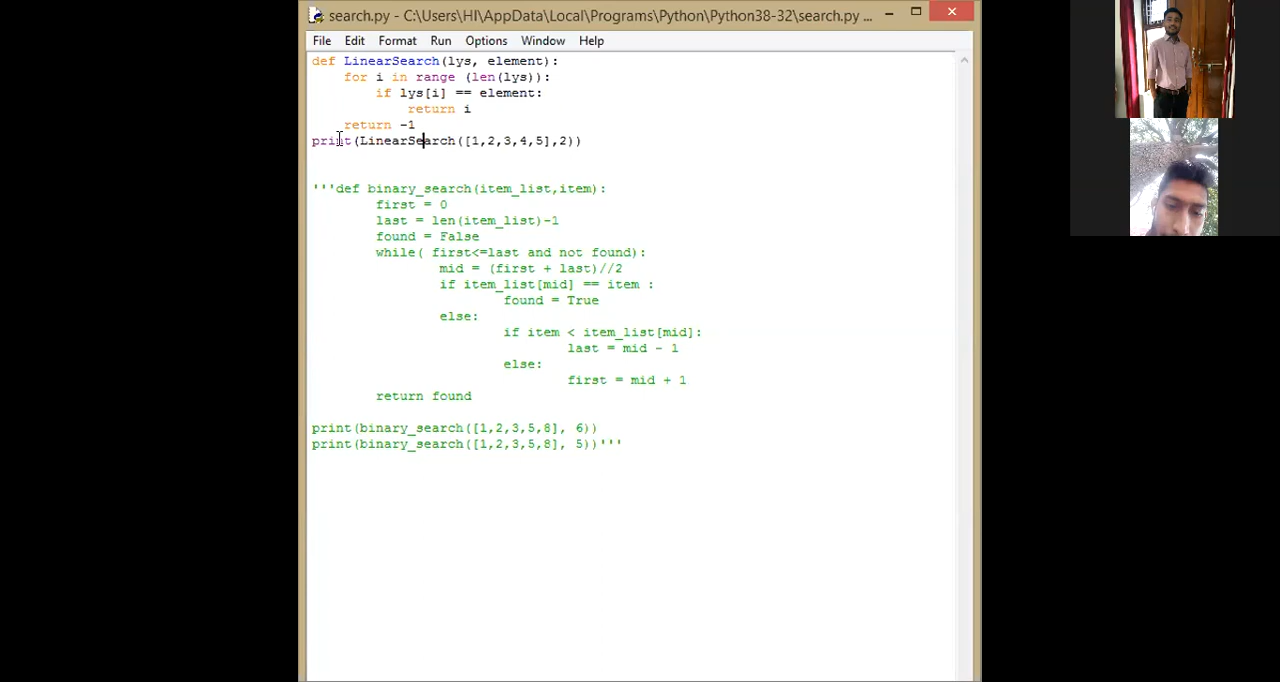 search.py - C:\Users\HI\AppData\Local\Programs\Python\Python38-32\search.py ...
File Edit Format Run Options Window Help
def LinearSearch(lys, element):
    for i in range (len(lys)):
        if lys[i] == element:
            return i
    return -1
print(LinearSearch([1,2,3,4,5],2))
'''def binary_search(item_list,item):
        first = 0
        last = len(item_list)-1
        found = False
        while( first<=last and not found):
                mid = (first + last)//2
                if item_list[mid] == item :
                        found = True
                else:
                        if item < item_list[mid]:
                                last = mid - 1
                        else:
                                first = mid + 1
        return found
print(binary_search([1,2,3,5,8], 6))
print(binary_search([1,2,3,5,8], 5))'''